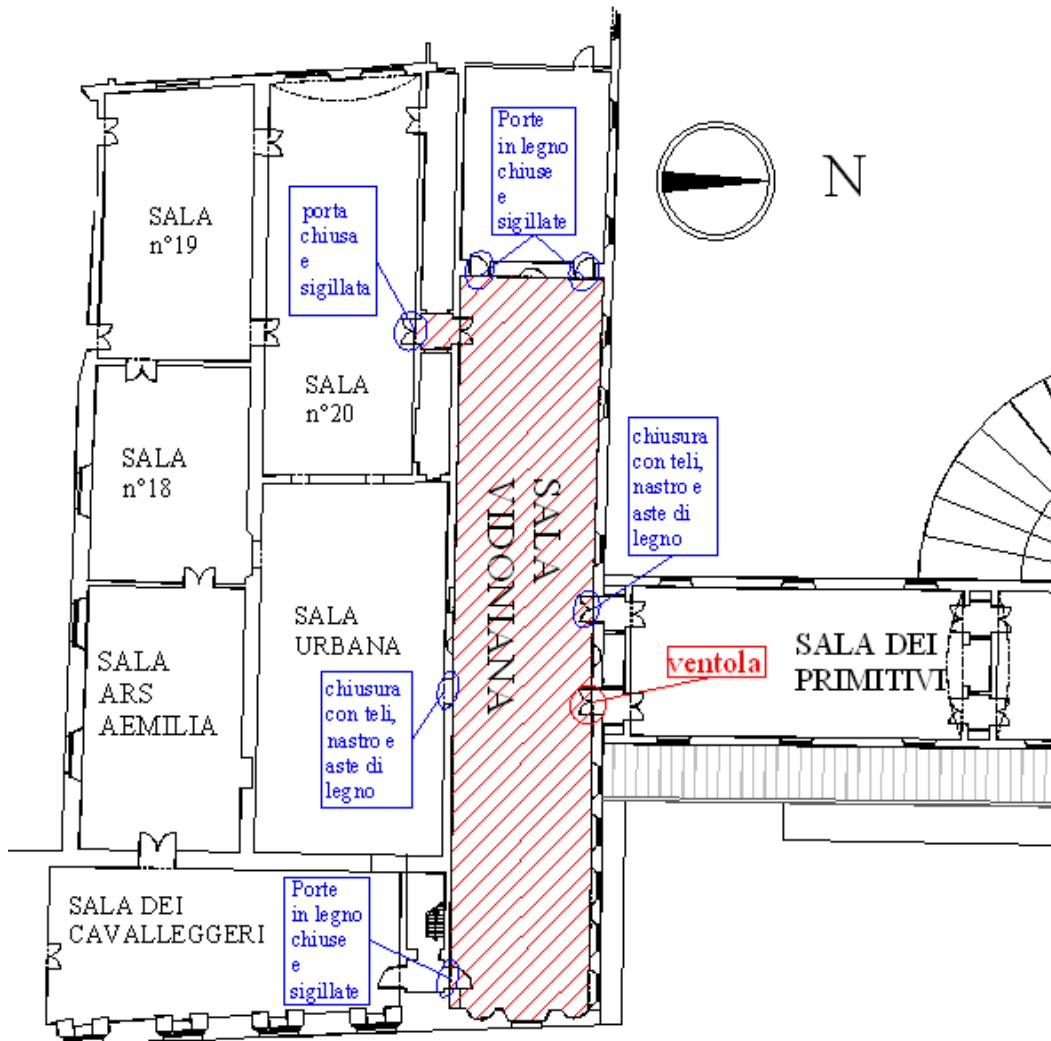 Porte
in legno
chiuse
e
sigillate
N
porta
chiusa
e
sigillata
SALA
n°19
SALA
n°20
SALA
n°18
chiusura
con teli,
nastro e
aste di
legno
SALA
VIDONIANA
SALA
URBANA
SALA
ARS
AEMILIA
ventola
SALA DEI
PRIMITIVI
chiusura
con teli,
nastro e
aste di
legno
SALA DEI
CAVALLEGGERI
Porte
in legno
chiuse
e
sigillate